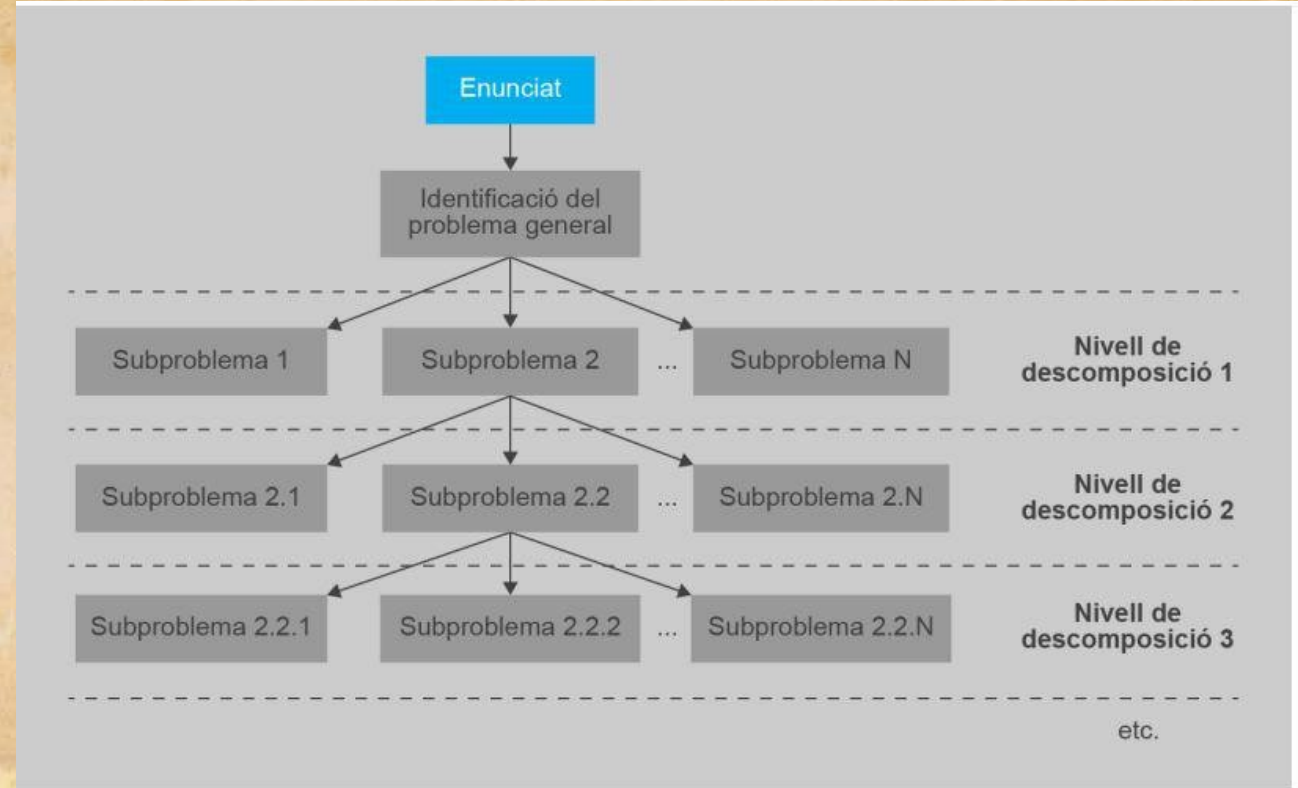 Enunciat
Identificació del
problema general
Subproblema 1
Subproblema 2
...
Subproblema N
Nivell de
descomposició 1
Subproblema 2.1
Subproblema 2.2
...
Subproblema 2.N
Nivell de
descomposició 2
Subproblema 2.2.1
Subproblema 2.2.2
...
Subproblema 2.2.N
Nivell de
descomposició 3
etc.